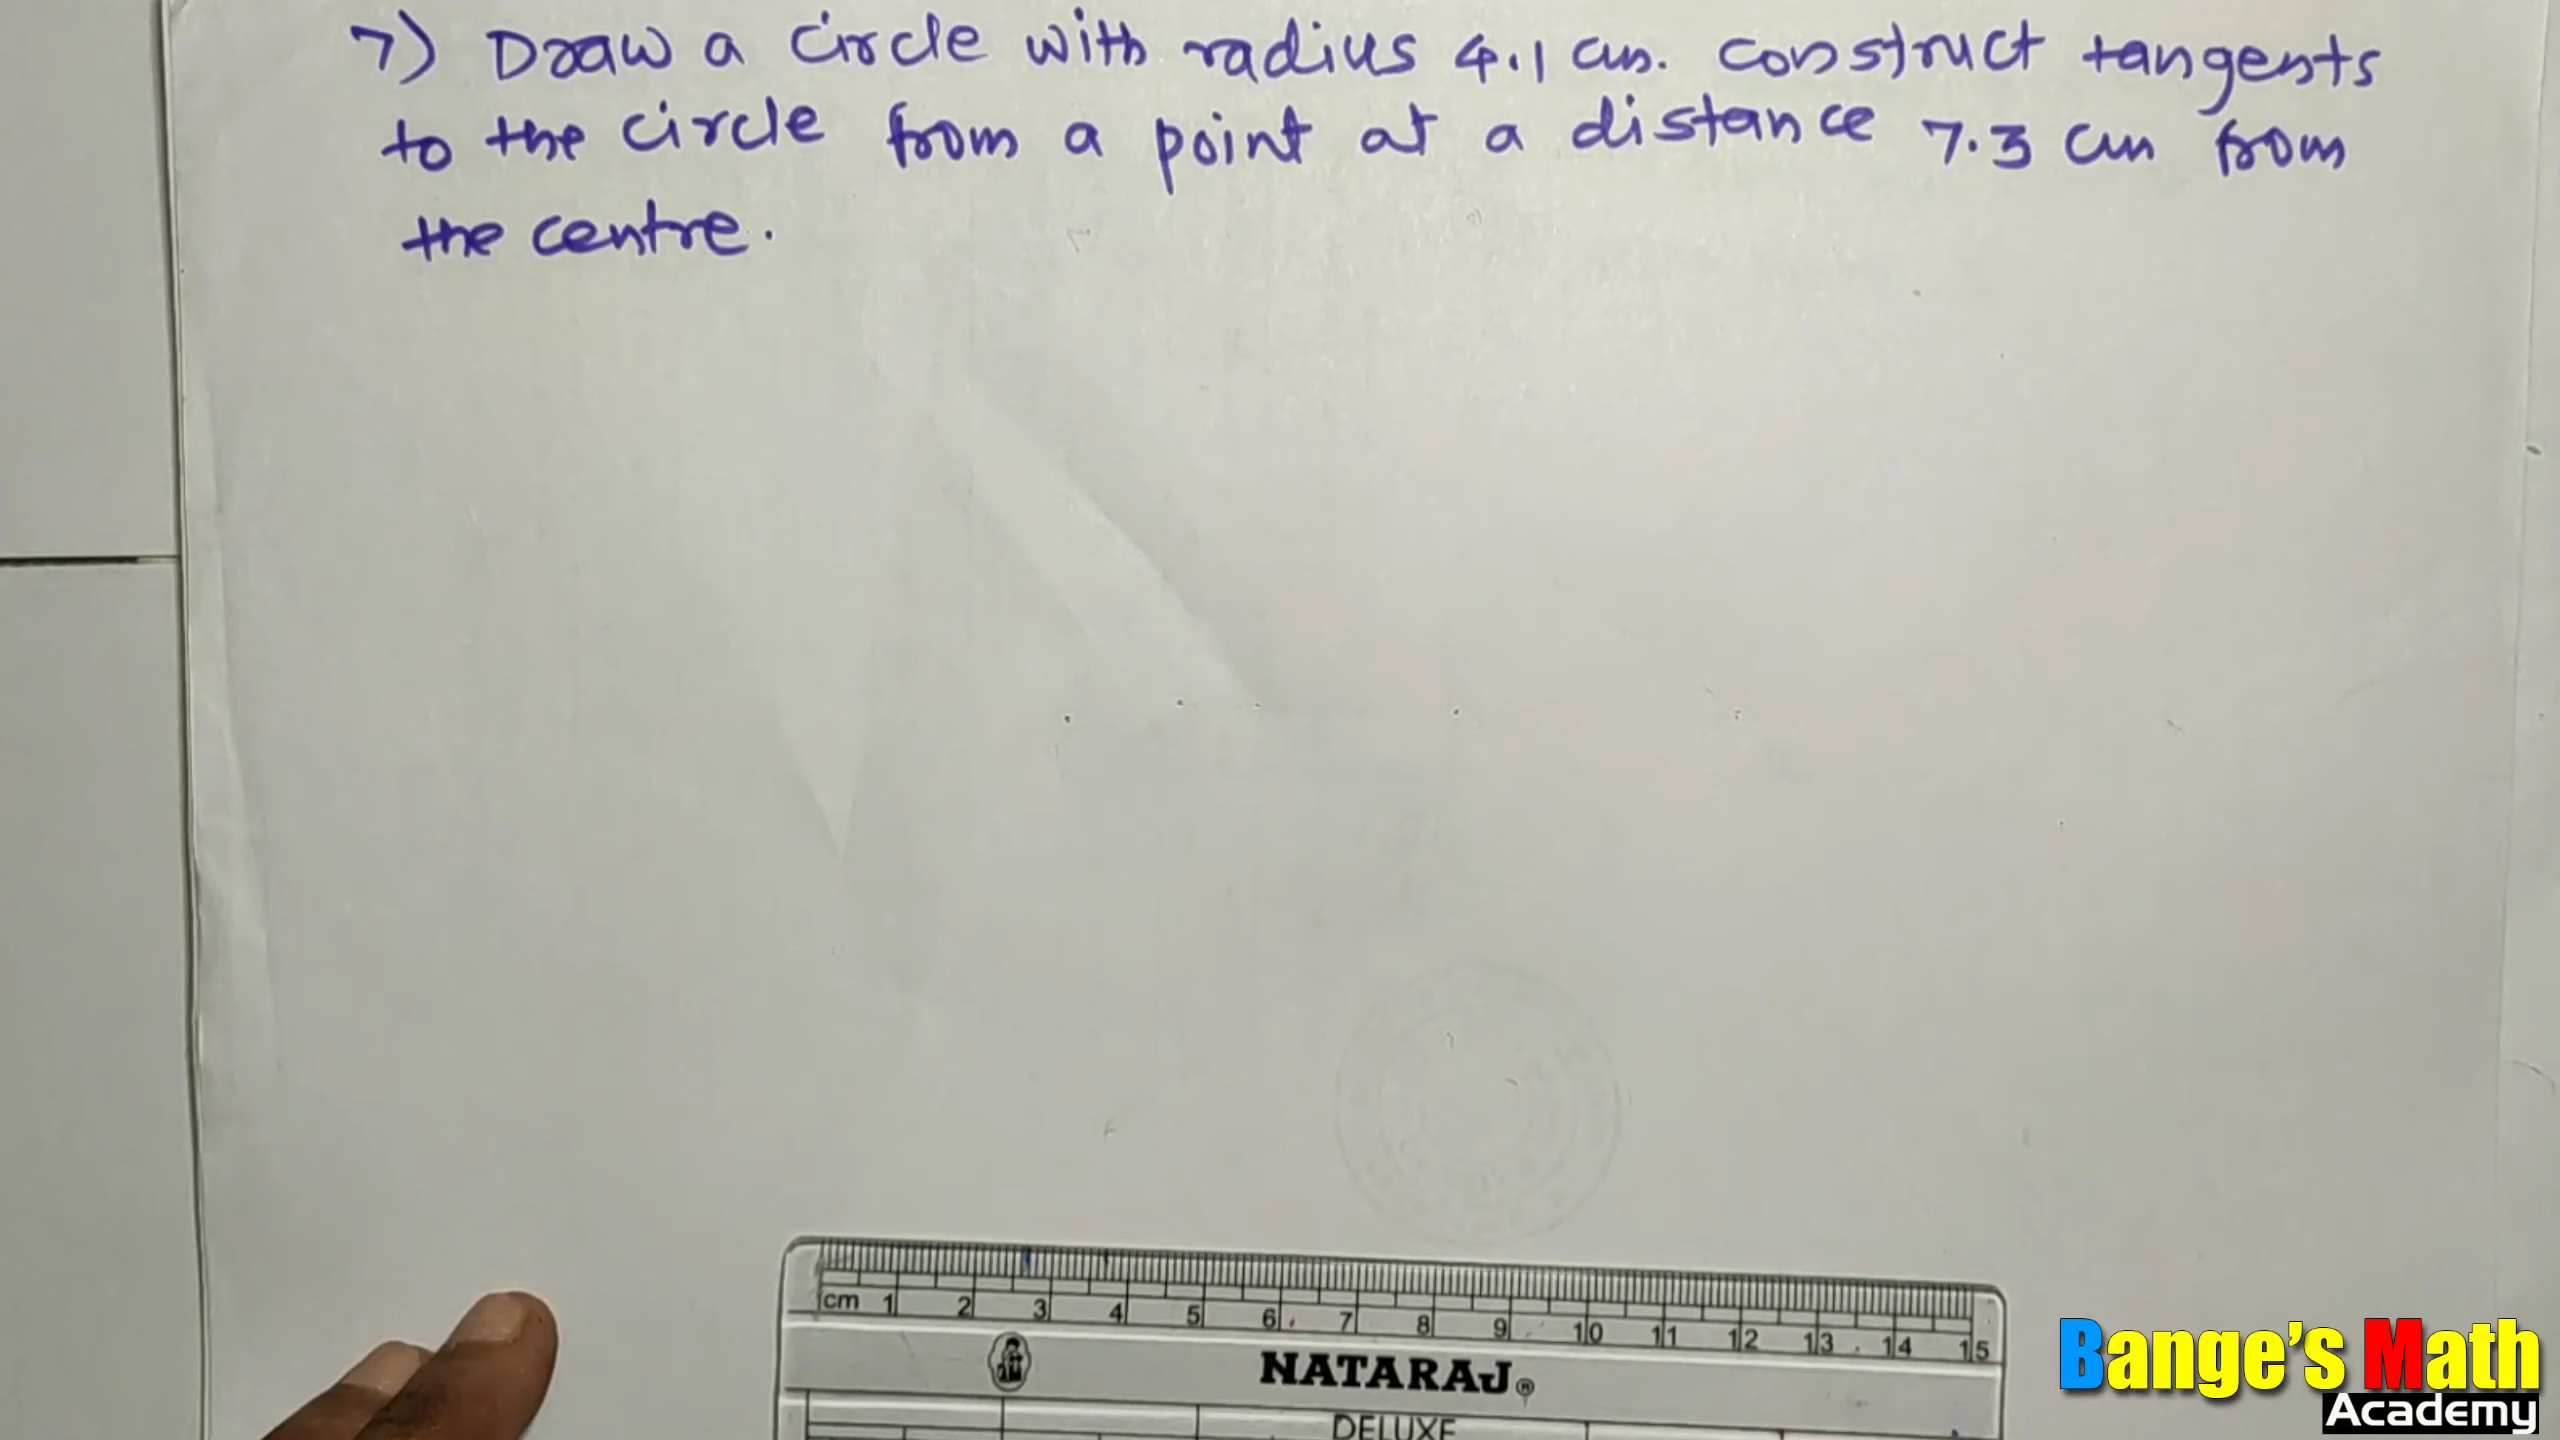 7) Draw a circle with radius 4.1 cm. construct tangents
to the circle from a point at a distance 7.3 cm from
the centre.
cm 1 2 3 4 5 6 7 8 9 10 11 12 13 14 15
NATARAJ ®
DELUXE
Bange's Math
Academy